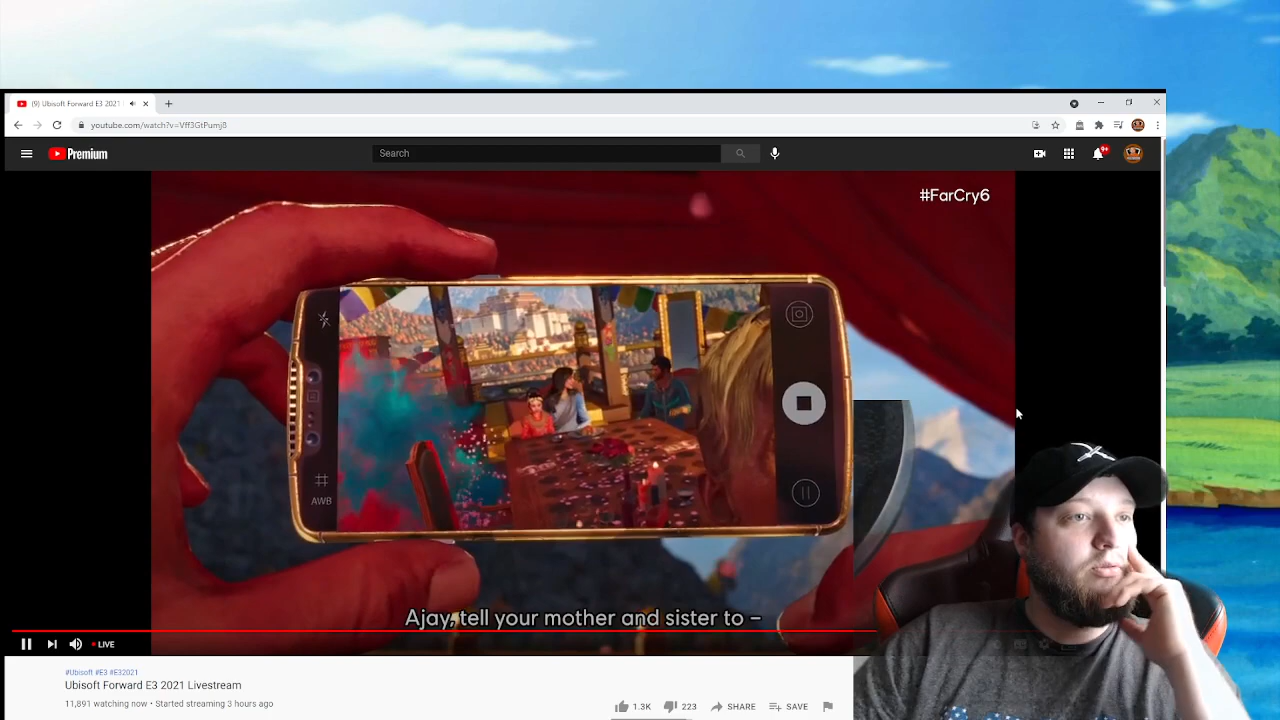 (9) Ubisoft Forward E3 2021
youtube.com/watch?v=Vff3GtPumj8
Premium
Search
9+
#FarCry6
AWB
Ajay, tell your mother and sister to –
LIVE
#Ubisoft #E3 #E32021
Ubisoft Forward E3 2021 Livestream
11,891 watching now • Started streaming 3 hours ago
1.3K
223
SHARE
SAVE